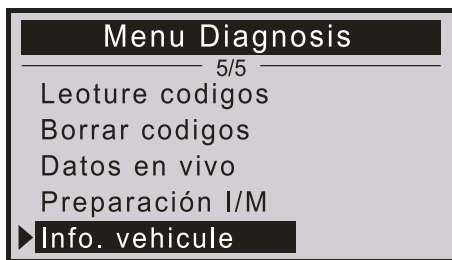 Menu Diagnosis
5/5
Leoture codigos
Borrar codigos
Datos en vivo
Preparación I/M
Info. vehicule